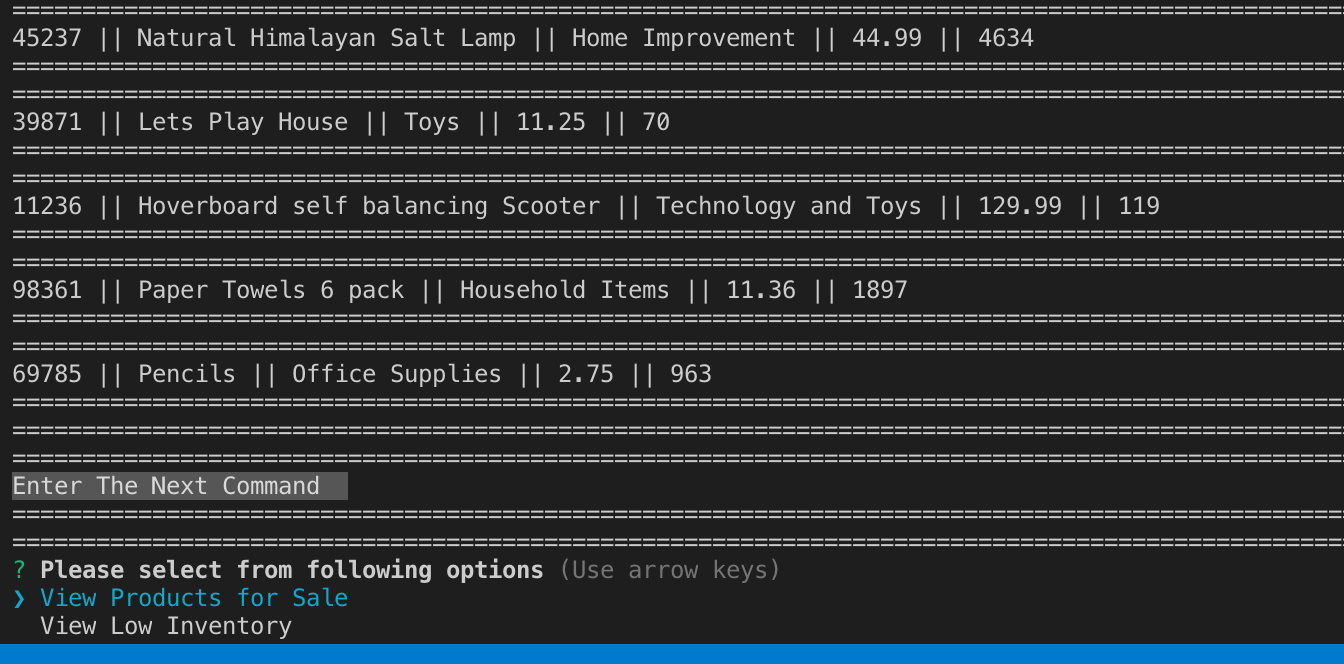 ================================================================================================
45237 || Natural Himalayan Salt Lamp || Home Improvement || 44.99 || 4634
================================================================================================
================================================================================================
39871 || Lets Play House || Toys || 11.25 || 70
================================================================================================
================================================================================================
11236 || Hoverboard self balancing Scooter || Technology and Toys || 129.99 || 119
================================================================================================
================================================================================================
98361 || Paper Towels 6 pack || Household Items || 11.36 || 1897
================================================================================================
================================================================================================
69785 || Pencils || Office Supplies || 2.75 || 963
================================================================================================
================================================================================================
================================================================================================
Enter The Next Command
================================================================================================
================================================================================================
? Please select from following options (Use arrow keys)
❯ View Products for Sale
View Low Inventory